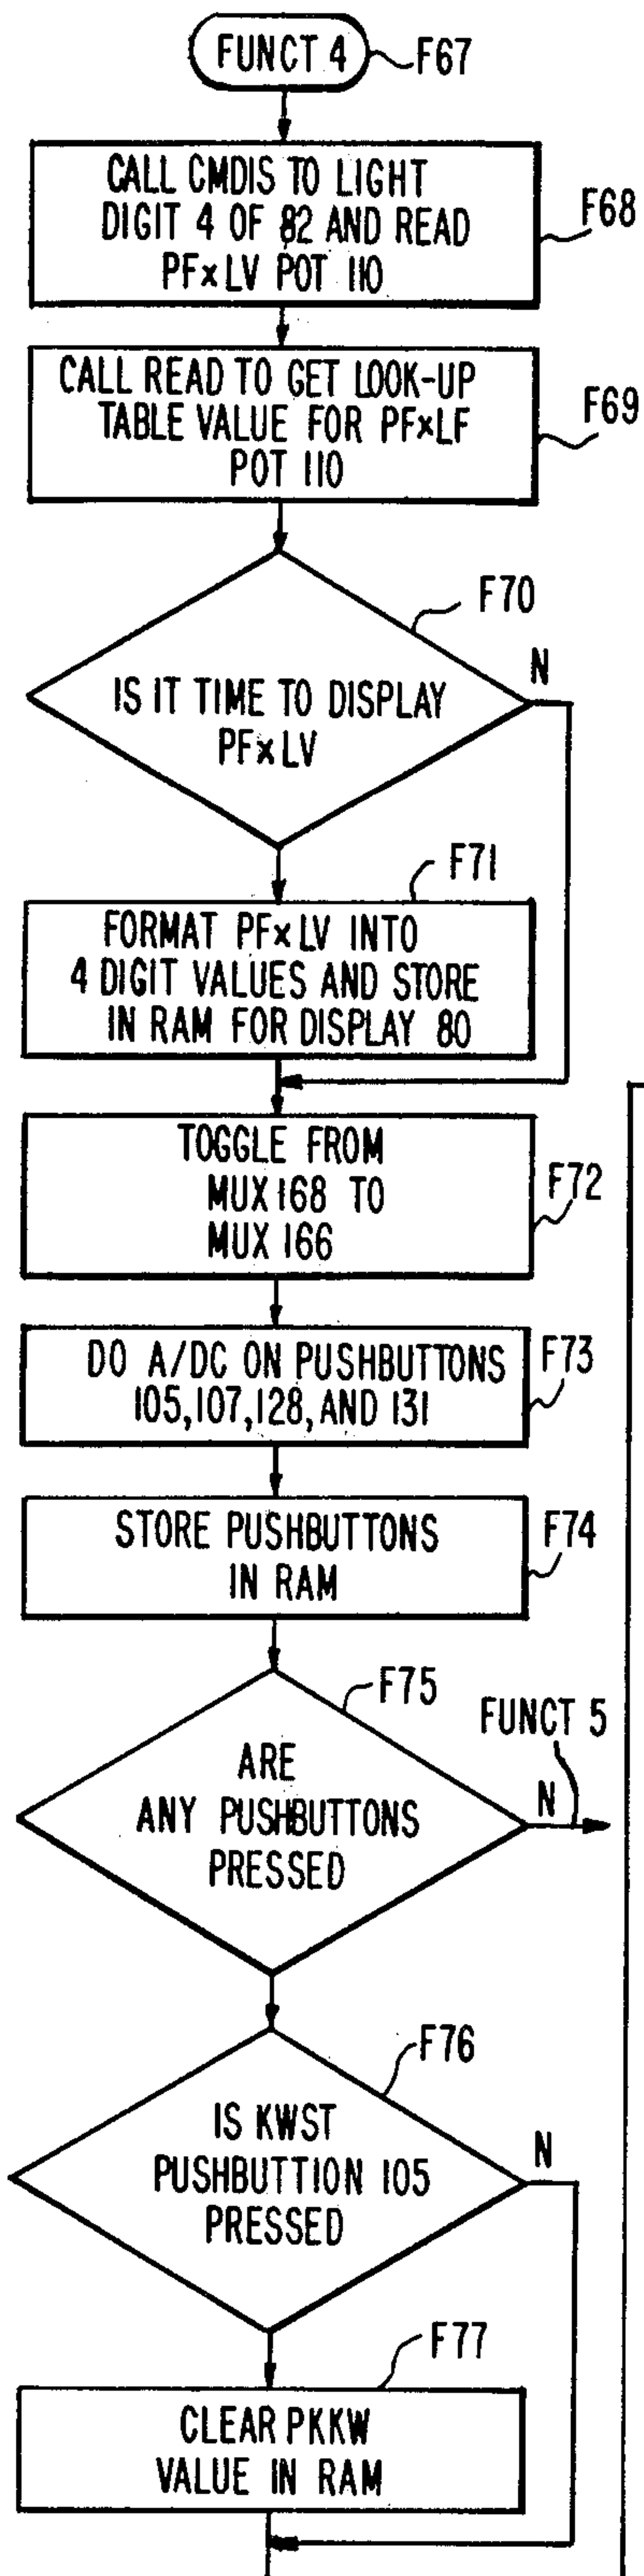 FUNCT 4
F67
CALL CMDIS TO LIGHT
DIGIT 4 OF 82 AND READ
PF×LV POT 110
F68
CALL READ TO GET LOOK-UP
TABLE VALUE FOR PF×LF
POT 110
F69
F70
N
IS IT TIME TO DISPLAY
PF×LV
F71
FORMAT PF×LV INTO
4 DIGIT VALUES AND STORE
IN RAM FOR DISPLAY 80
TOGGLE FROM
MUX 168 TO
MUX 166
F72
DO A/DC ON PUSHBUTTONS
105,107,128, AND 131
F73
STORE PUSHBUTTONS
IN RAM
F74
F75
FUNCT 5
ARE
ANY PUSHBUTTONS
PRESSED
N
F76
IS KWST
PUSHBUTTION 105
PRESSED
N
F77
CLEAR PKKW
VALUE IN RAM